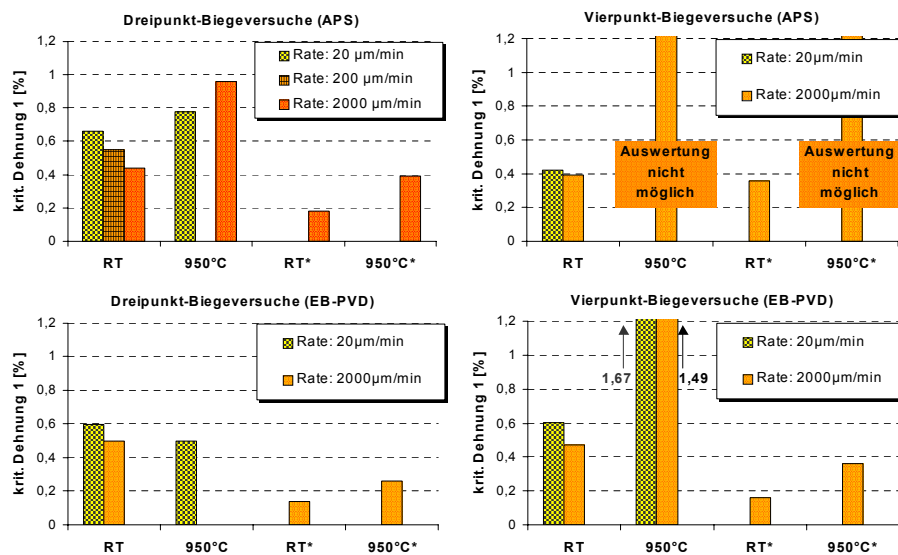 Dreipunkt-Biegeversuche (APS)
krit. Dehnung 1 [%]
1,2
1
0,8
0,6
0,4
0,2
0
Rate: 20 µm/min
Rate: 200 µm/min
Rate: 2000 µm/min
RT 950°C RT* 950°C*
Vierpunkt-Biegeversuche (APS)
krit. Dehnung 1 [%]
1,2
1
0,8
0,6
0,4
0,2
0
Rate: 20µm/min
Rate: 2000µm/min
Auswertung
nicht
möglich
Auswertung
nicht
möglich
RT 950°C RT* 950°C*
Dreipunkt-Biegeversuche (EB-PVD)
krit. Dehnung 1 [%]
1,2
1
0,8
0,6
0,4
0,2
0
Rate: 20µm/min
Rate: 2000µm/min
RT 950°C RT* 950°C*
Vierpunkt-Biegeversuche (EB-PVD)
krit. Dehnung 1 [%]
1,2
1
0,8
0,6
0,4
0,2
0
Rate: 20µm/min
Rate: 2000µm/min
1,67 1,49
RT 950°C RT* 950°C*